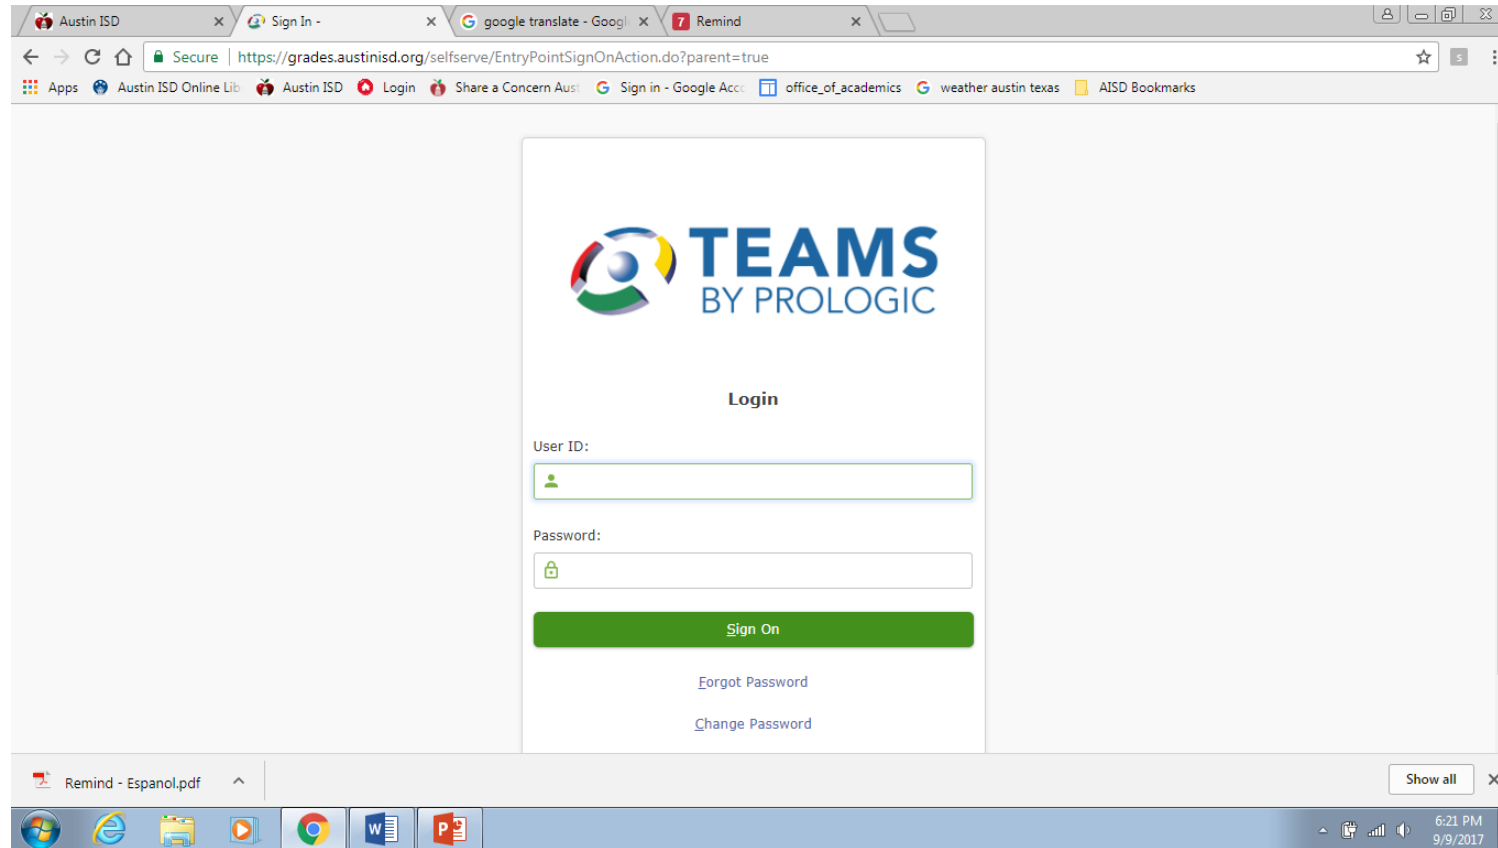 Austin ISD
Sign In -
google translate - Googl
7 Remind
Secure | https://grades.austinisd.org/selfserve/EntryPointSignOnAction.do?parent=true
S
Apps Austin ISD Online Lib Austin ISD Login Share a Concern Aust Sign in - Google Acc office_of_academics weather austin texas AISD Bookmarks
TEAMS
BY PROLOGIC
Login
User ID:
Password:
Sign On
Forgot Password
Change Password
Remind - Espanol.pdf
Show all
6:21 PM
9/9/2017